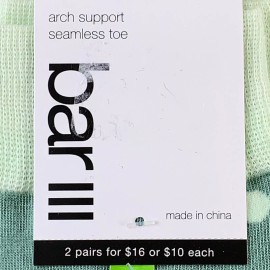 arch support
seamless toe
bar III
made in china
2 pairs for $16 or $10 each